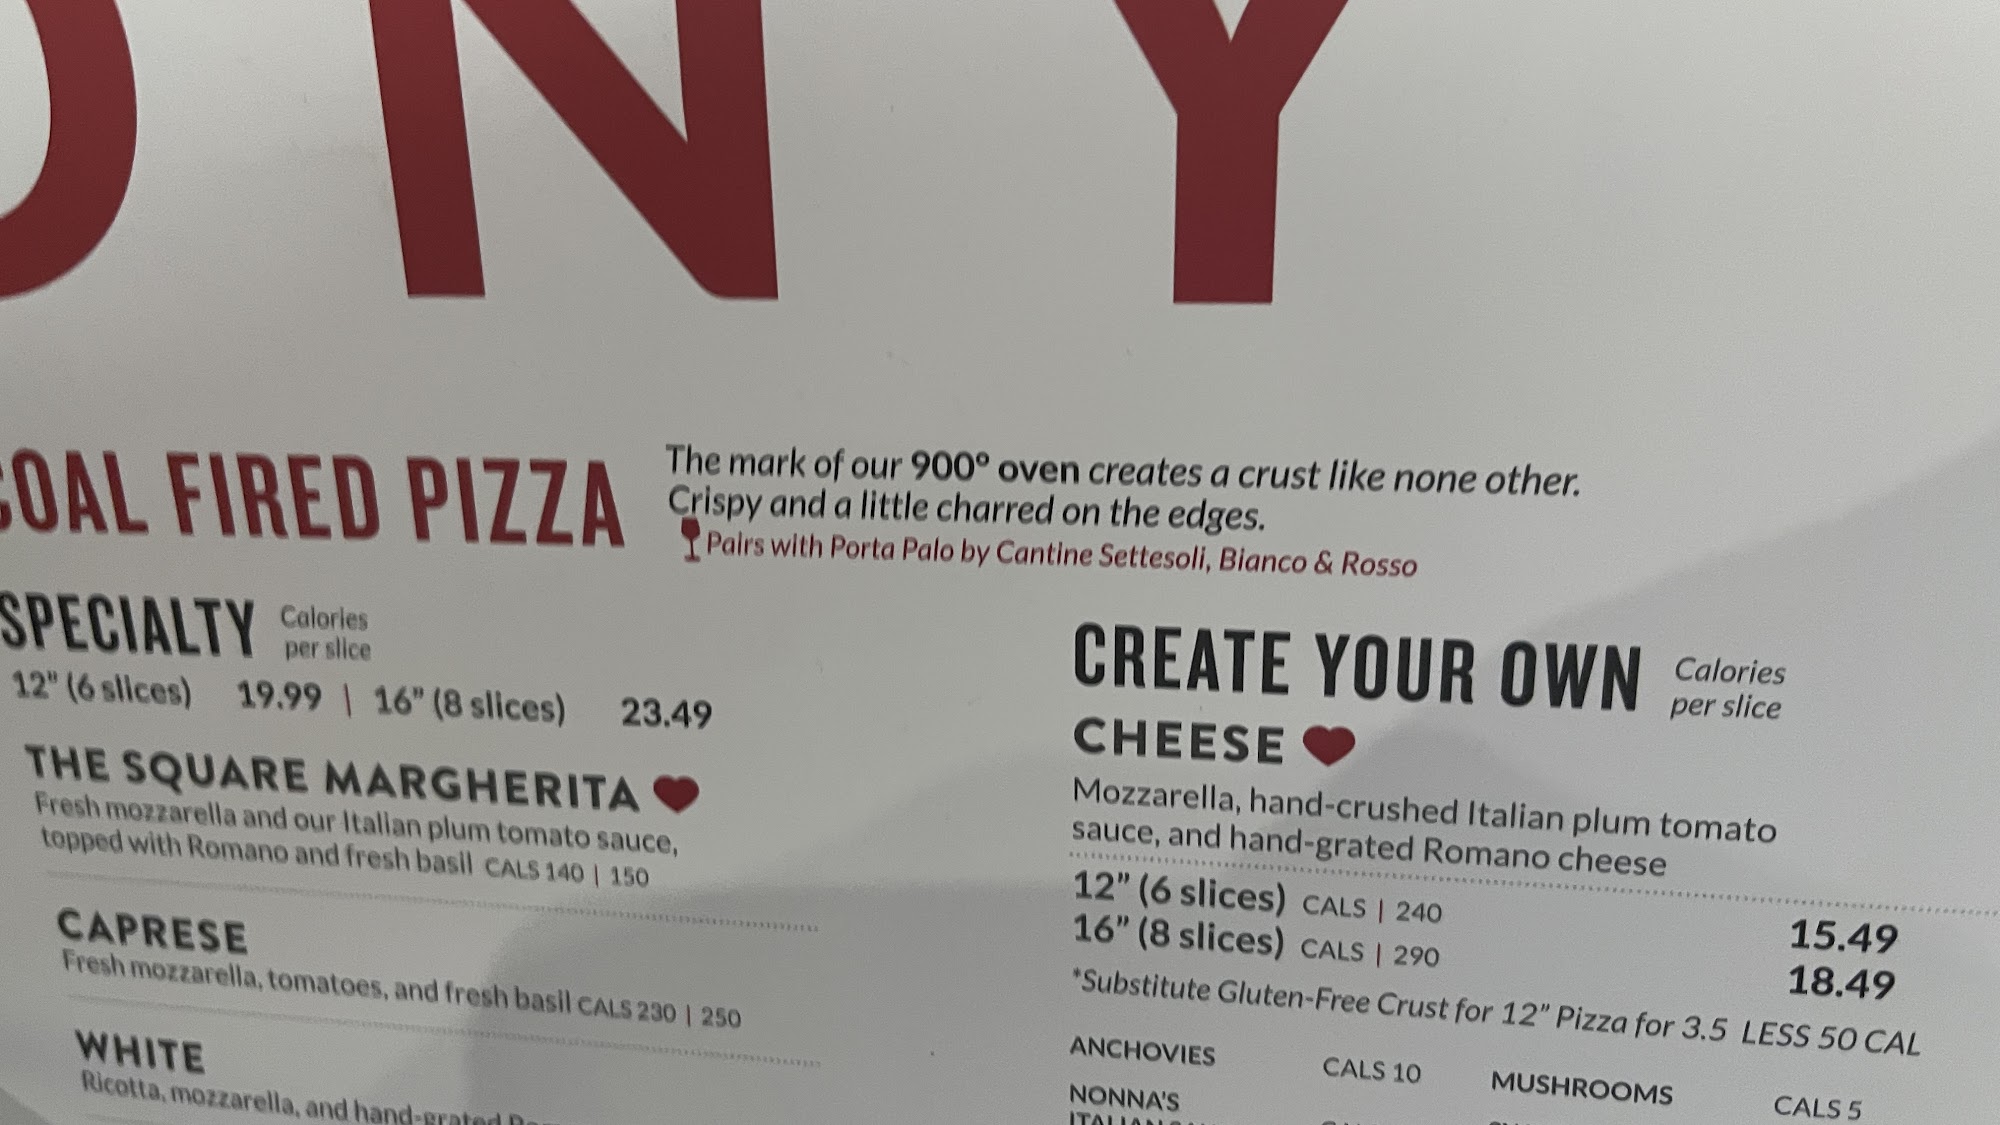 ONY
COAL FIRED PIZZA
The mark of our 900° oven creates a crust like none other.
Crispy and a little charred on the edges.
Pairs with Porta Palo by Cantine Settesoli, Bianco & Rosso
SPECIALTY Calories per slice
12" (6 slices) 19.99 | 16" (8 slices) 23.49
THE SQUARE MARGHERITA
Fresh mozzarella and our Italian plum tomato sauce,
topped with Romano and fresh basil CALS 140 | 150
CAPRESE
Fresh mozzarella, tomatoes, and fresh basil CALS 230 | 250
WHITE
Ricotta, mozzarella, and hand-grated
CREATE YOUR OWN Calories per slice
CHEESE
Mozzarella, hand-crushed Italian plum tomato
sauce, and hand-grated Romano cheese
12" (6 slices) CALS | 240 15.49
16" (8 slices) CALS | 290 18.49
*Substitute Gluten-Free Crust for 12" Pizza for 3.5 LESS 50 CAL
ANCHOVIES CALS 10 MUSHROOMS CALS 5
NONNA'S
ITALIAN